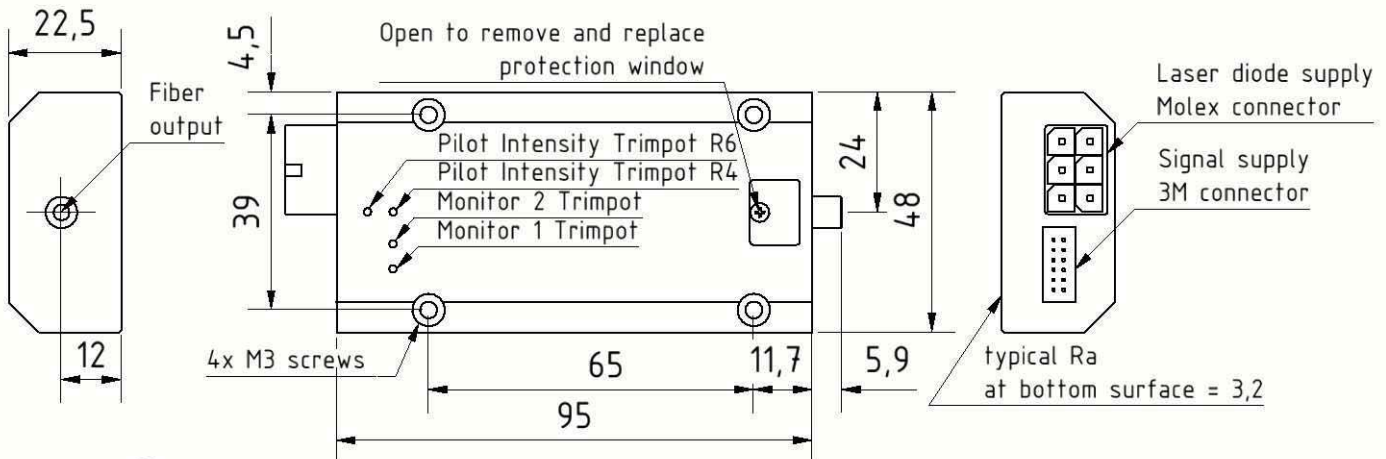 22,5
4,5
Open to remove and replace
protection window
Fiber
output
Laser diode supply
Molex connector
Pilot Intensity Trimpot R6
Pilot Intensity Trimpot R4
Monitor 2 Trimpot
Monitor 1 Trimpot
24
48
39
Signal supply
3M connector
12
4x M3 screws
65
11,7
5,9
95
typical Ra
at bottom surface = 3,2